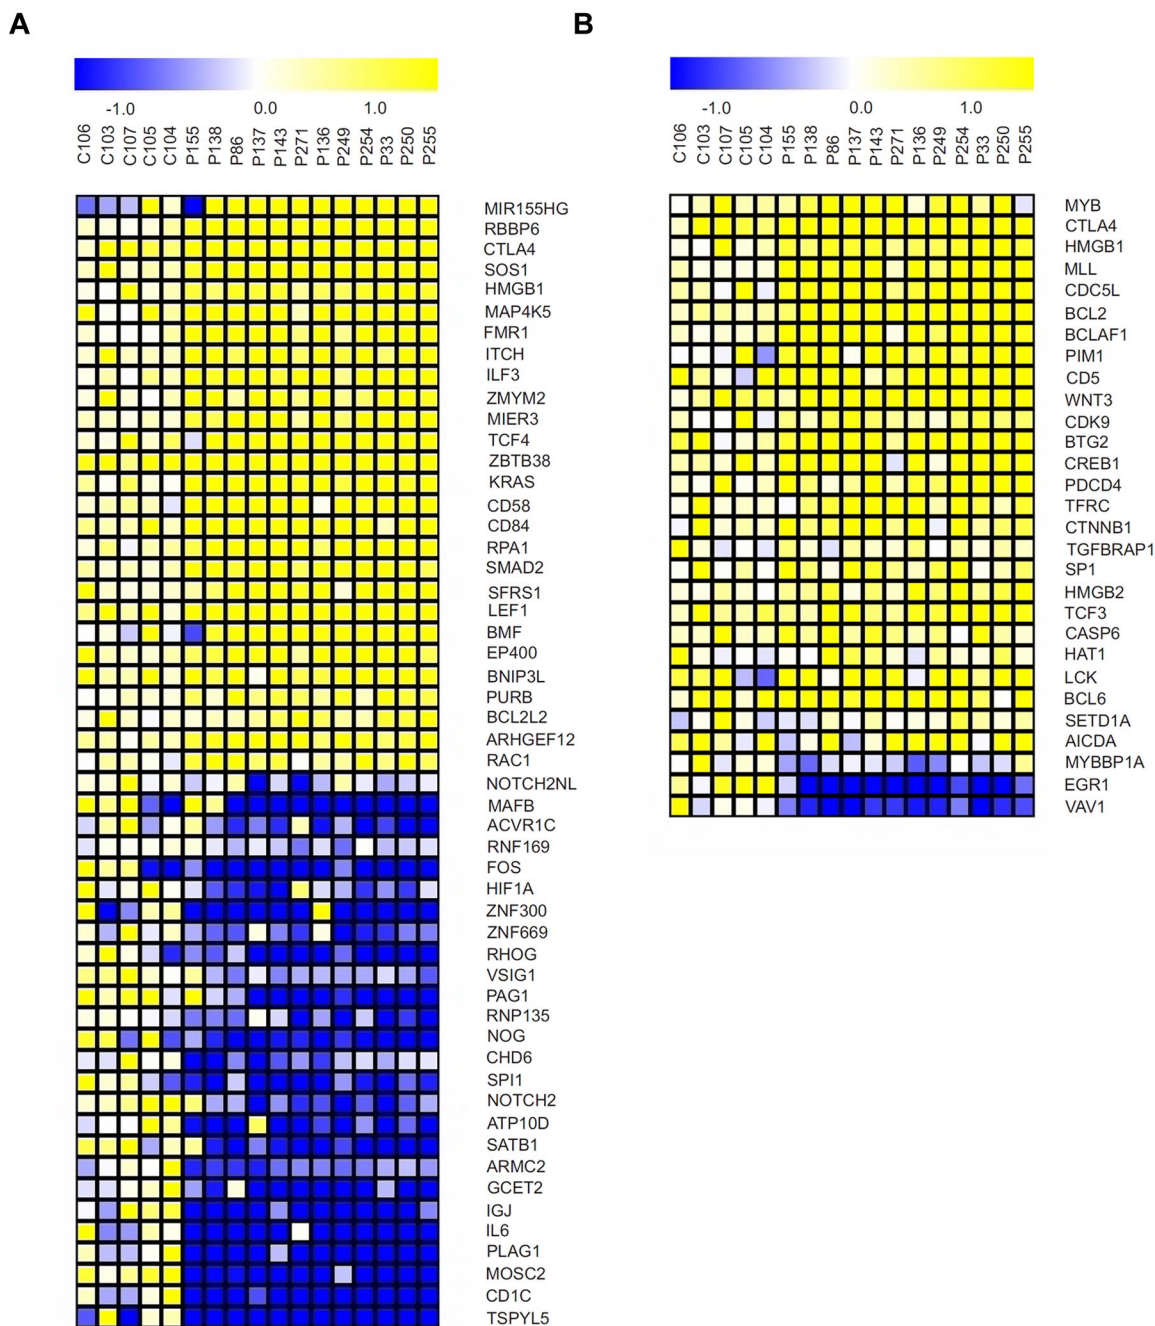 A
B
-1.0 0.0 1.0
-1.0 0.0 1.0
C106 C103 C107 C105 C104 P155 P138 P86 P137 P143 P271 P136 P249 P254 P33 P250 P255
C106 C103 C107 C105 C104 P155 P138 P86 P137 P143 P271 P136 P249 P254 P33 P250 P255
MIR155HG
RBBP6
CTLA4
SOS1
HMGB1
MAP4K5
FMR1
ITCH
ILF3
ZMYM2
MIER3
TCF4
ZBTB38
KRAS
CD58
CD84
RPA1
SMAD2
SFRS1
LEF1
BMF
EP400
BNIP3L
PURB
BCL2L2
ARHGEF12
RAC1
NOTCH2NL
MAFB
ACVR1C
RNF169
FOS
HIF1A
ZNF300
ZNF669
RHOG
VSIG1
PAG1
RNP135
NOG
CHD6
SPI1
NOTCH2
ATP10D
SATB1
ARMC2
GCET2
IGJ
IL6
PLAG1
MOSC2
CD1C
TSPYL5
MYB
CTLA4
HMGB1
MLL
CDC5L
BCL2
BCLAF1
PIM1
CD5
WNT3
CDK9
BTG2
CREB1
PDCD4
TFRC
CTNNB1
TGFBRAP1
SP1
HMGB2
TCF3
CASP6
HAT1
LCK
BCL6
SETD1A
AICDA
MYBBP1A
EGR1
VAV1